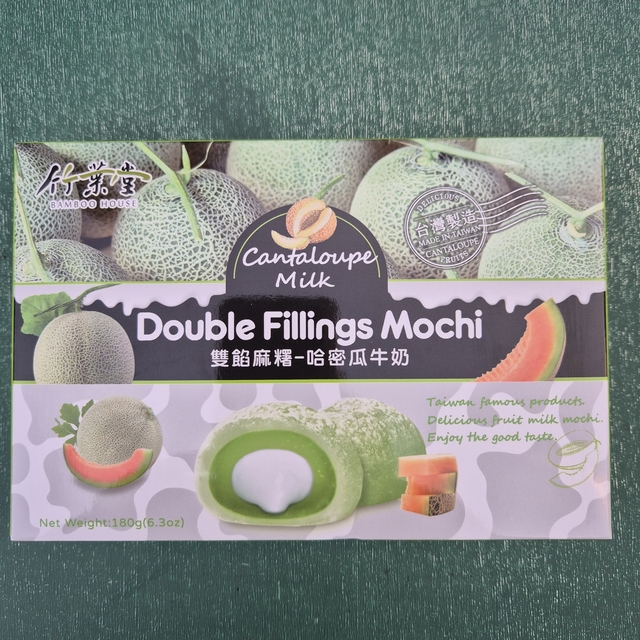 竹葉堂
BAMBOO HOUSE
DELICIOUS
台灣製造
MADE IN TAIWAN
CANTALOUPE
FRUITS
Cantaloupe
Milk
Double Fillings Mochi
雙餡麻糬-哈密瓜牛奶
Taiwan famous products.
Delicious fruit milk mochi.
Enjoy the good taste.
Net Weight:180g(6.3oz)